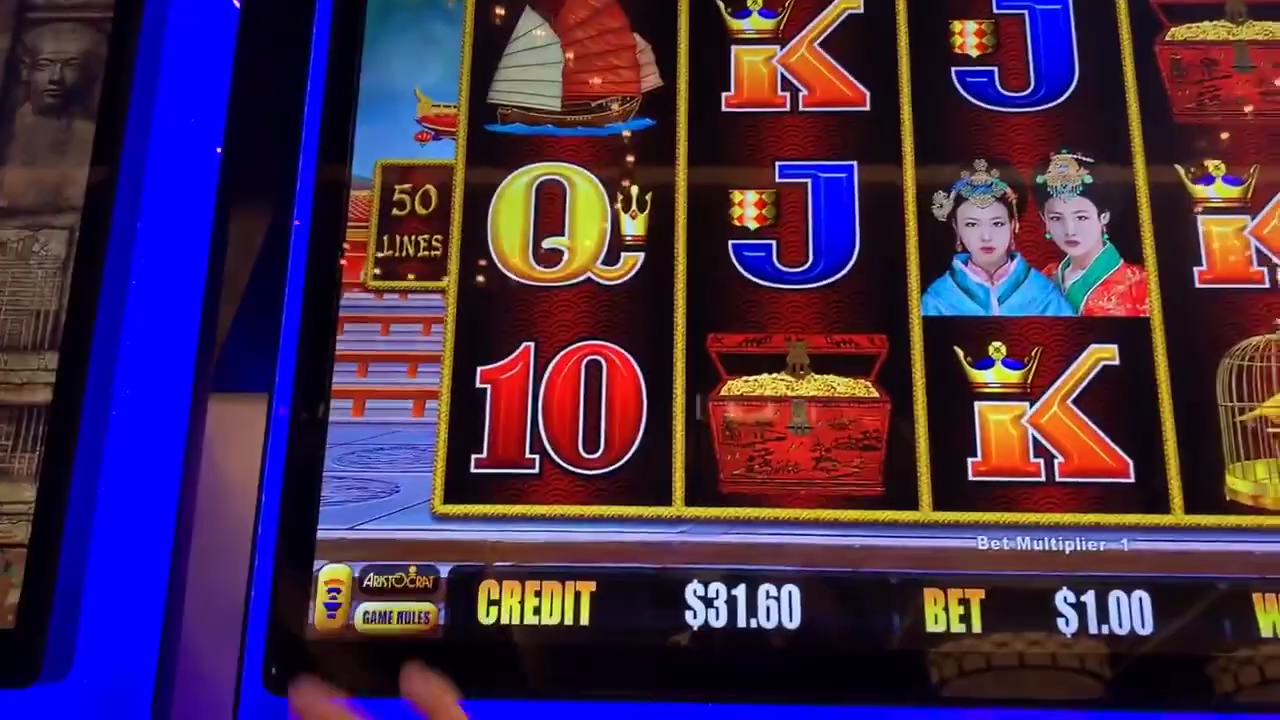 K
J
50
LINES
Q
J
K
10
K
Bet Multiplier 1
ARISTOCRAT
GAME RULES
CREDIT
$31.60
BET
$1.00
W